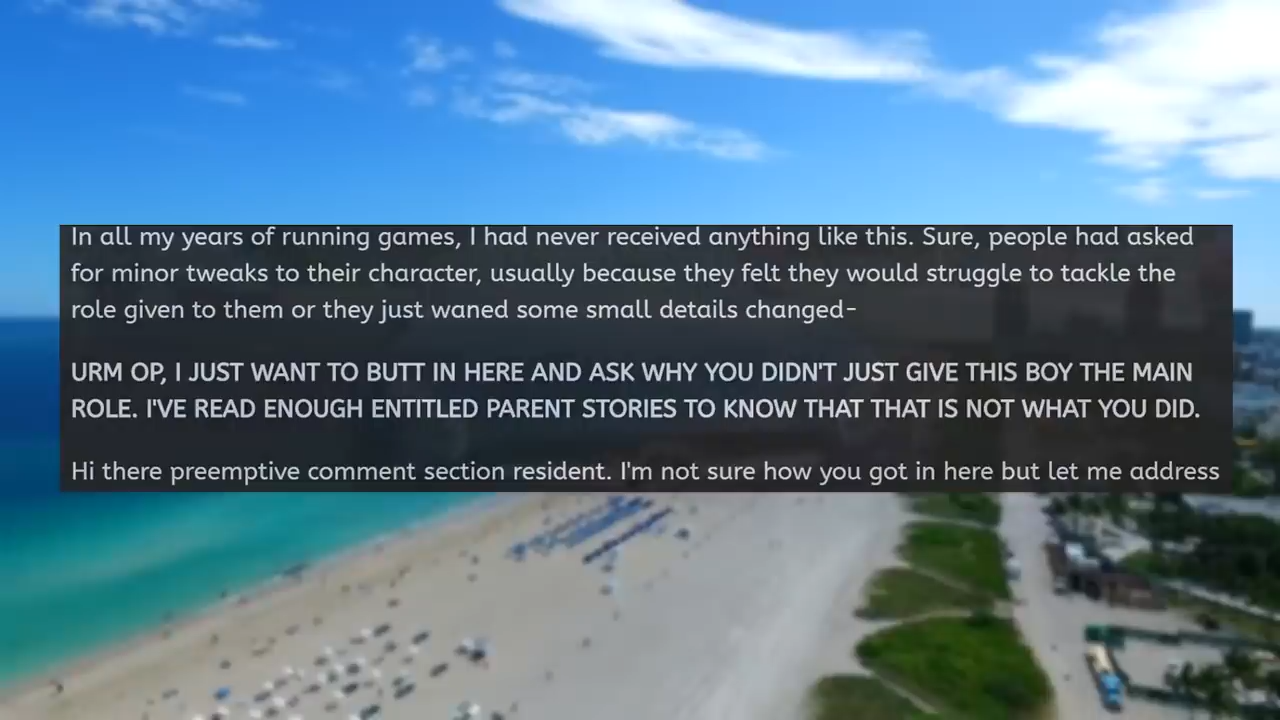 In all my years of running games, I had never received anything like this. Sure, people had asked
for minor tweaks to their character, usually because they felt they would struggle to tackle the
role given to them or they just waned some small details changed-
URM OP, I JUST WANT TO BUTT IN HERE AND ASK WHY YOU DIDN'T JUST GIVE THIS BOY THE MAIN
ROLE. I'VE READ ENOUGH ENTITLED PARENT STORIES TO KNOW THAT THAT IS NOT WHAT YOU DID.
Hi there preemptive comment section resident. I'm not sure how you got in here but let me address